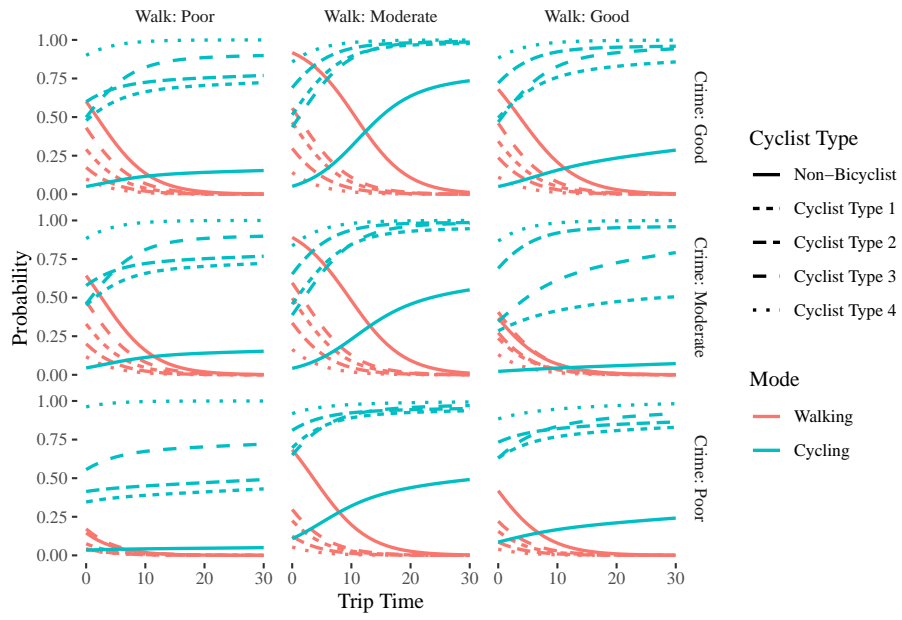 Walk: Poor
Walk: Moderate
Walk: Good
1.00
0.75
0.50
0.25
0.00
Crime: Good
1.00
0.75
0.50
0.25
0.00
Crime: Moderate
1.00
0.75
0.50
0.25
0.00
Crime: Poor
Probability
0 10 20 30
0 10 20 30
0 10 20 30
Trip Time
Cyclist Type
Non−Bicyclist
Cyclist Type 1
Cyclist Type 2
Cyclist Type 3
Cyclist Type 4
Mode
Walking
Cycling